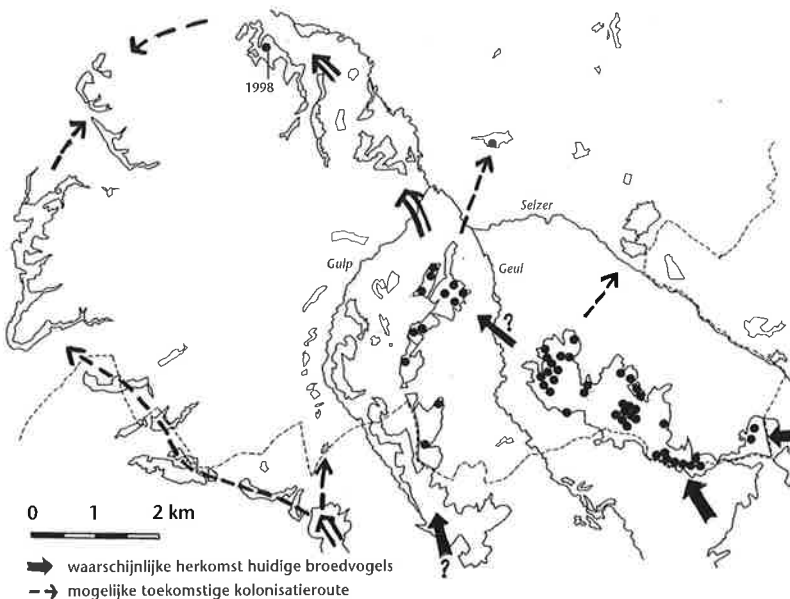 1998
Selzer
Gulp
Geul
?
?
0 1 2 km
waarschijnlijke herkomst huidige broedvogels
mogelijke toekomstige kolonisatieroute